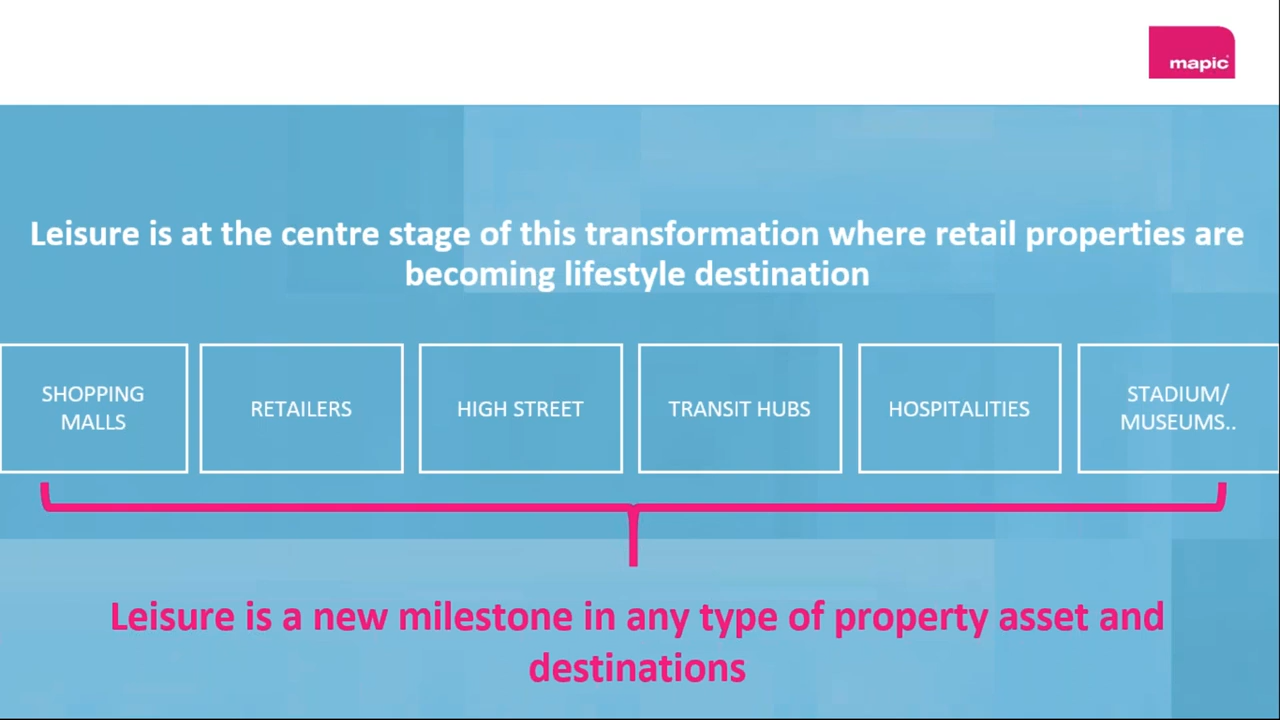 mapic
Leisure is at the centre stage of this transformation where retail properties are
becoming lifestyle destination
SHOPPING
MALLS
RETAILERS
HIGH STREET
TRANSIT HUBS
HOSPITALITIES
STADIUM/
MUSEUMS..
Leisure is a new milestone in any type of property asset and
destinations